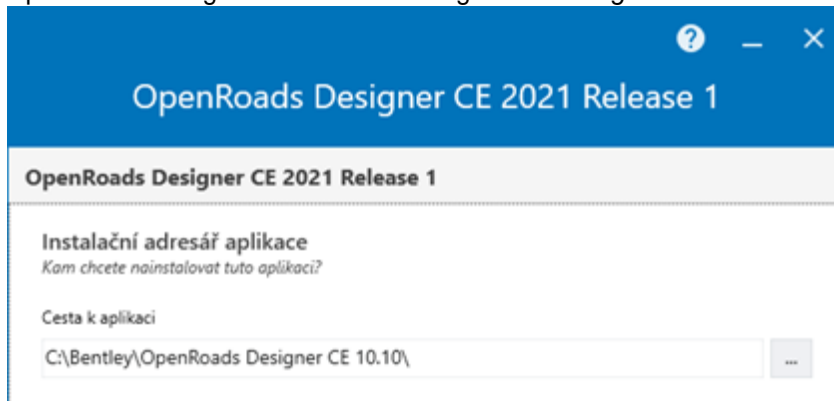 OpenRoads Designer CE 2021 Release 1
OpenRoads Designer CE 2021 Release 1
Instalační adresář aplikace
Kam chcete nainstalovat tuto aplikaci?
Cesta k aplikaci
C:\Bentley\OpenRoads Designer CE 10.10\
...